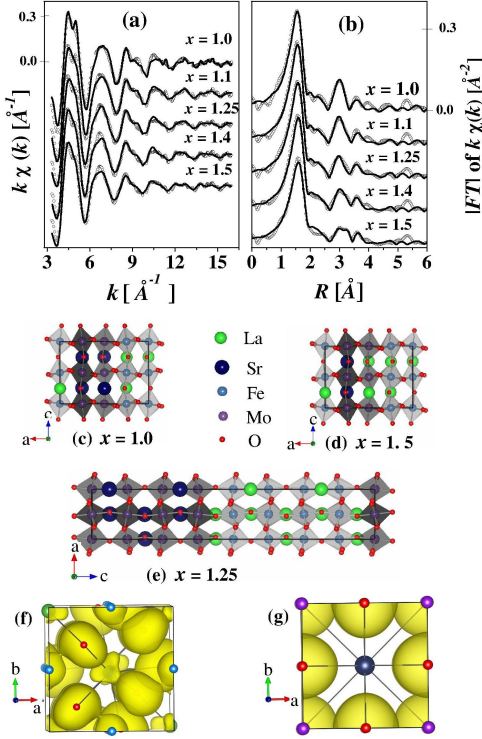 (a)
(b)
0.0
k χ(k) [Å⁻¹]
x = 1.0
x = 1.1
x = 1.25
x = 1.4
x = 1.5
3 6 9 12 15
k [Å⁻¹]
0.3
0.0
|FT| of k χ(k) [Å⁻²]
x = 1.0
x = 1.1
x = 1.25
x = 1.4
x = 1.5
0 1 2 3 4 5 6
R [Å]
La
Sr
Fe
Mo
O
c
a
(c) x = 1.0
c
a
(d) x = 1.5
a
c
(e) x = 1.25
(f)
b
a
(g)
b
a